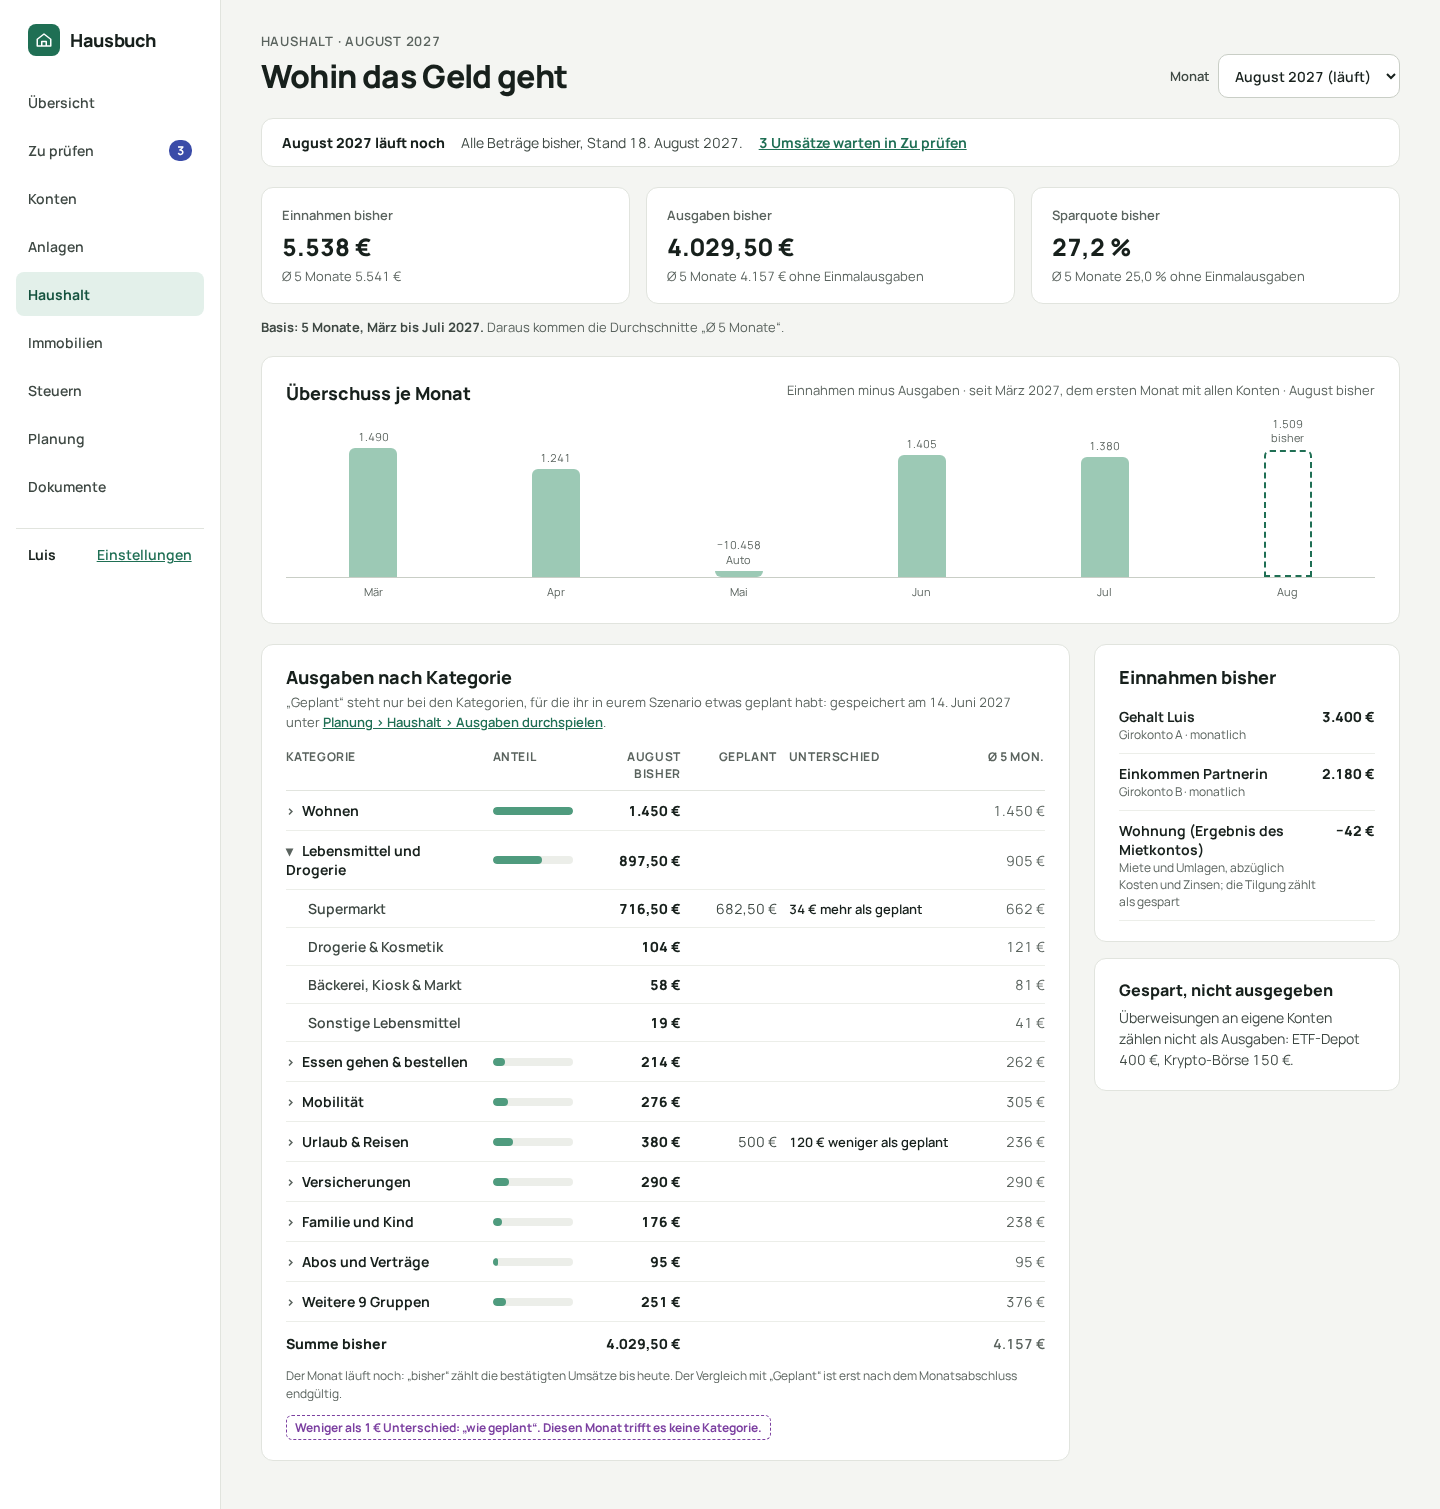 Hausbuch
Übersicht
Zu prüfen 3
Konten
Anlagen
Haushalt
Immobilien
Steuern
Planung
Dokumente
Luis Einstellungen
HAUSHALT · AUGUST 2027
Wohin das Geld geht
Monat August 2027 (läuft)
August 2027 läuft noch Alle Beträge bisher, Stand 18. August 2027. 3 Umsätze warten in Zu prüfen
Einnahmen bisher
5.538 €
Ø 5 Monate 5.541 €
Ausgaben bisher
4.029,50 €
Ø 5 Monate 4.157 € ohne Einmalausgaben
Sparquote bisher
27,2 %
Ø 5 Monate 25,0 % ohne Einmalausgaben
Basis: 5 Monate, März bis Juli 2027. Daraus kommen die Durchschnitte „Ø 5 Monate“.
Überschuss je Monat
Einnahmen minus Ausgaben · seit März 2027, dem ersten Monat mit allen Konten · August bisher
1.490
1.241
−10.458
Auto
1.405
1.380
1.509
bisher
Mär Apr Mai Jun Jul Aug
Ausgaben nach Kategorie
„Geplant“ steht nur bei den Kategorien, für die ihr in eurem Szenario etwas geplant habt: gespeichert am 14. Juni 2027
unter Planung › Haushalt › Ausgaben durchspielen.
KATEGORIE ANTEIL AUGUST BISHER GEPLANT UNTERSCHIED Ø 5 MON.
› Wohnen 1.450 € 1.450 €
▾ Lebensmittel und
Drogerie 897,50 € 905 €
Supermarkt 716,50 € 682,50 € 34 € mehr als geplant 662 €
Drogerie & Kosmetik 104 € 121 €
Bäckerei, Kiosk & Markt 58 € 81 €
Sonstige Lebensmittel 19 € 41 €
› Essen gehen & bestellen 214 € 262 €
› Mobilität 276 € 305 €
› Urlaub & Reisen 380 € 500 € 120 € weniger als geplant 236 €
› Versicherungen 290 € 290 €
› Familie und Kind 176 € 238 €
› Abos und Verträge 95 € 95 €
› Weitere 9 Gruppen 251 € 376 €
Summe bisher 4.029,50 € 4.157 €
Der Monat läuft noch: „bisher“ zählt die bestätigten Umsätze bis heute. Der Vergleich mit „Geplant“ ist erst nach dem Monatsabschluss
endgültig.
Weniger als 1 € Unterschied: „wie geplant“. Diesen Monat trifft es keine Kategorie.
Einnahmen bisher
Gehalt Luis 3.400 €
Girokonto A · monatlich
Einkommen Partnerin 2.180 €
Girokonto B · monatlich
Wohnung (Ergebnis des −42 €
Mietkontos)
Miete und Umlagen, abzüglich
Kosten und Zinsen; die Tilgung zählt
als gespart
Gespart, nicht ausgegeben
Überweisungen an eigene Konten
zählen nicht als Ausgaben: ETF-Depot
400 €, Krypto-Börse 150 €.